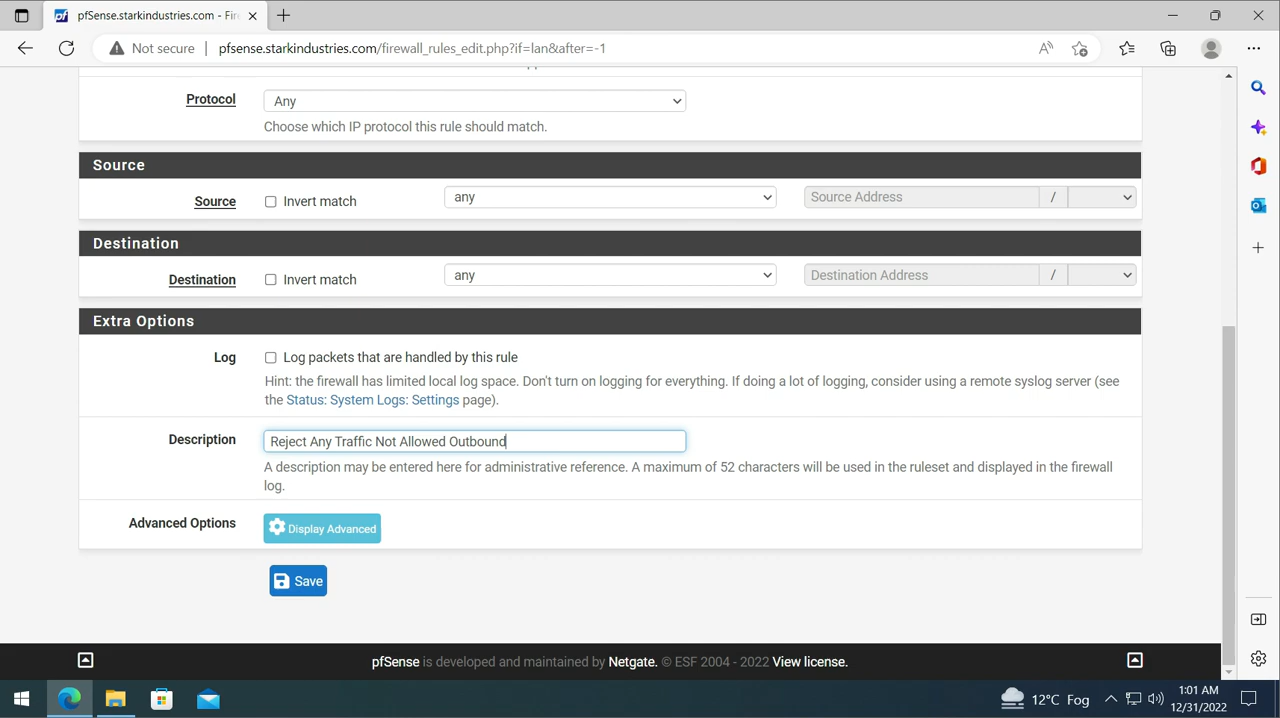 pfSense.starkindustries.com - Fire
Not secure
pfsense.starkindustries.com/firewall_rules_edit.php?if=lan&after=-1
Protocol
Any
Choose which IP protocol this rule should match.
Source
Source
Invert match
any
Source Address
/
Destination
Destination
Invert match
any
Destination Address
/
Extra Options
Log
Log packets that are handled by this rule
Hint: the firewall has limited local log space. Don't turn on logging for everything. If doing a lot of logging, consider using a remote syslog server (see
the Status: System Logs: Settings page).
Description
Reject Any Traffic Not Allowed Outbound
A description may be entered here for administrative reference. A maximum of 52 characters will be used in the ruleset and displayed in the firewall
log.
Advanced Options
Display Advanced
Save
pfSense is developed and maintained by Netgate. © ESF 2004 - 2022 View license.
12°C Fog
1:01 AM
12/31/2022